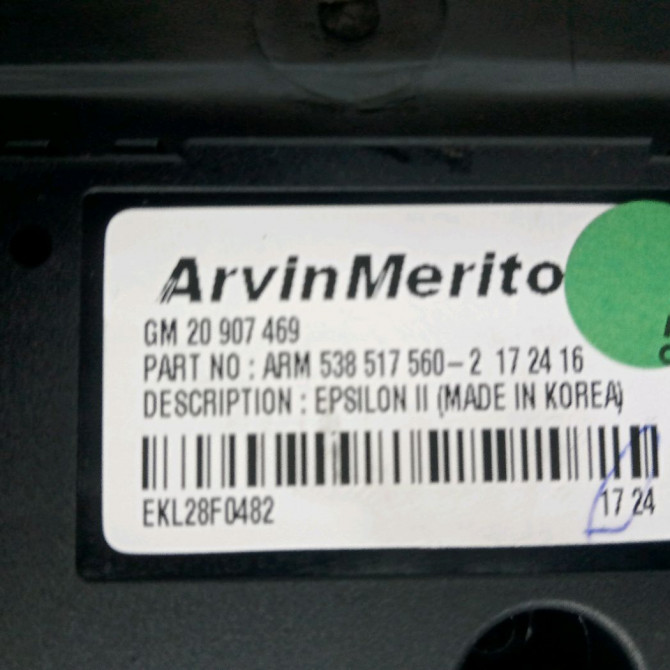 ArvinMerito
GM 20 907 469
PART NO : ARM 538 517 560-2 17 24 16
DESCRIPTION : EPSILON II (MADE IN KOREA)
EKL28F0482
17 24